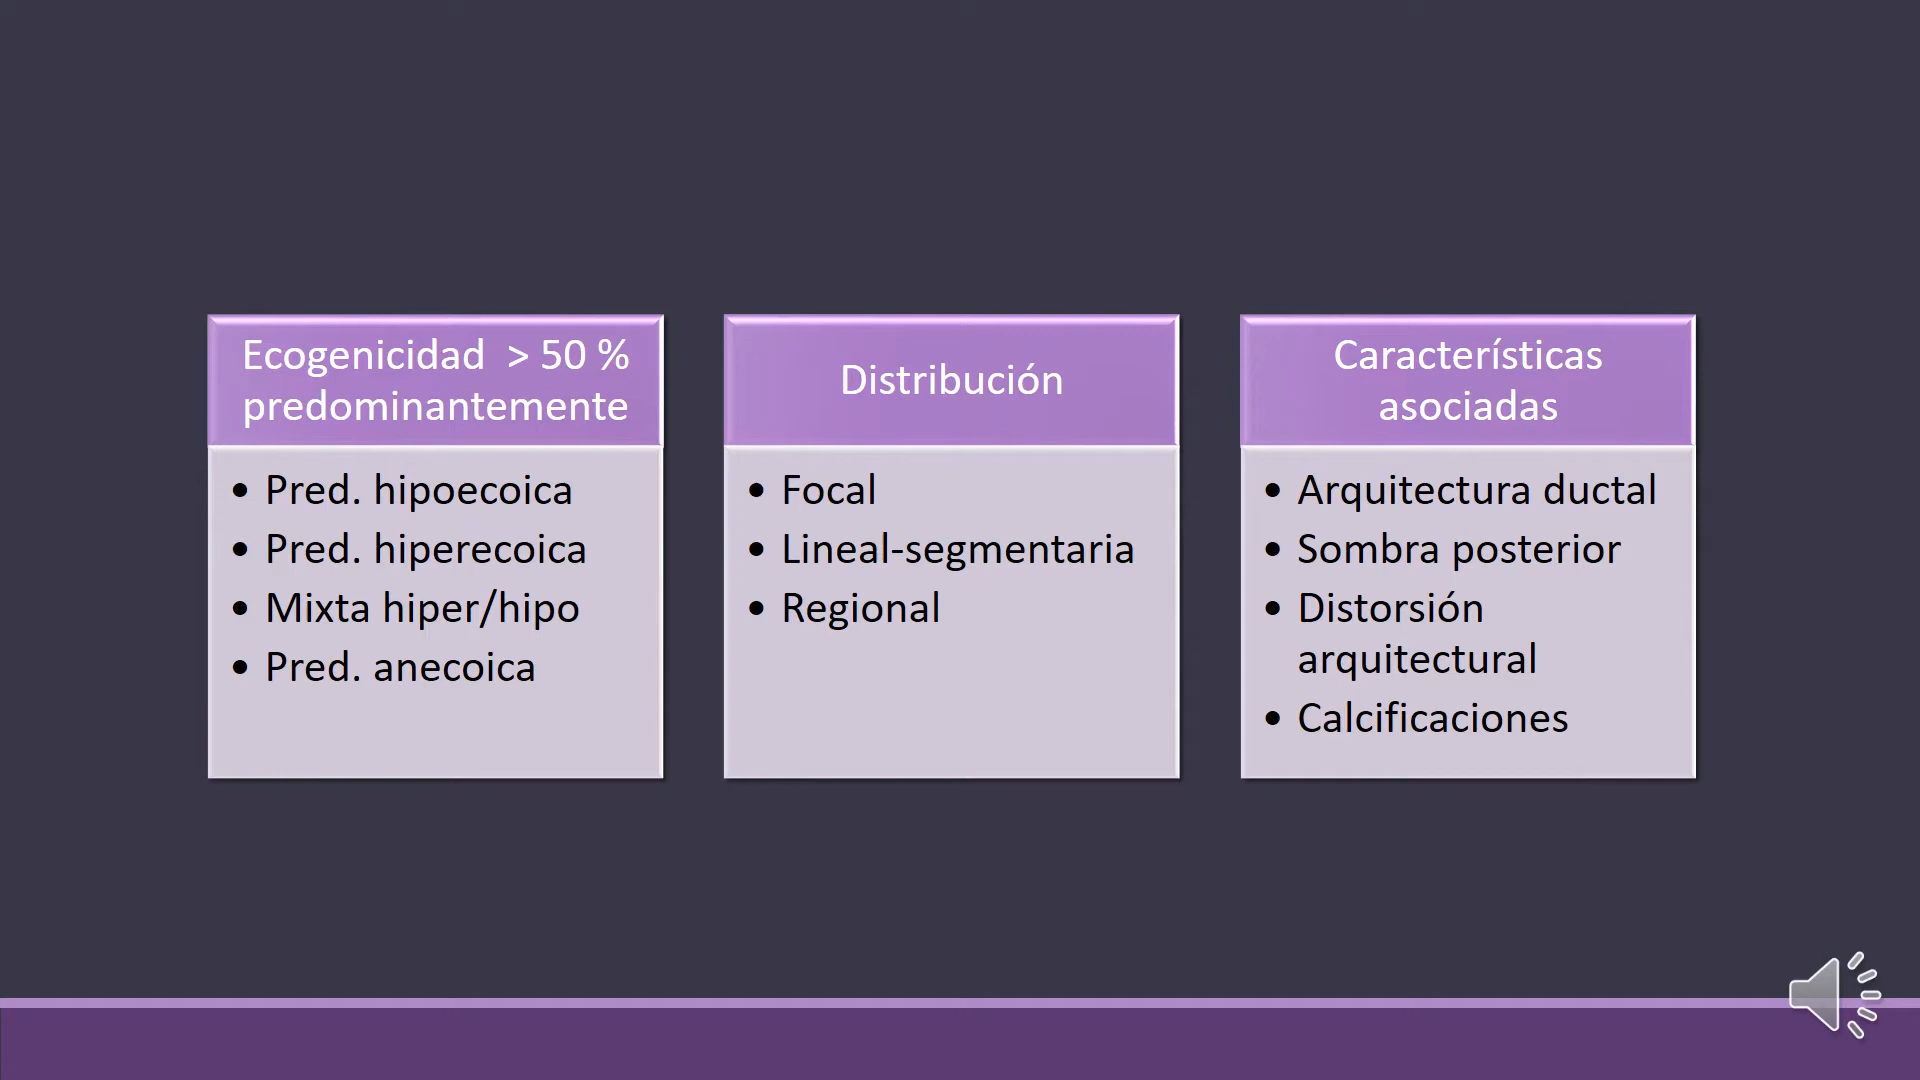 Ecogenicidad > 50 %
predominantemente
• Pred. hipoecoica
• Pred. hiperecoica
• Mixta hiper/hipo
• Pred. anecoica
Distribución
• Focal
• Lineal-segmentaria
• Regional
Características
asociadas
• Arquitectura ductal
• Sombra posterior
• Distorsión
arquitectural
• Calcificaciones